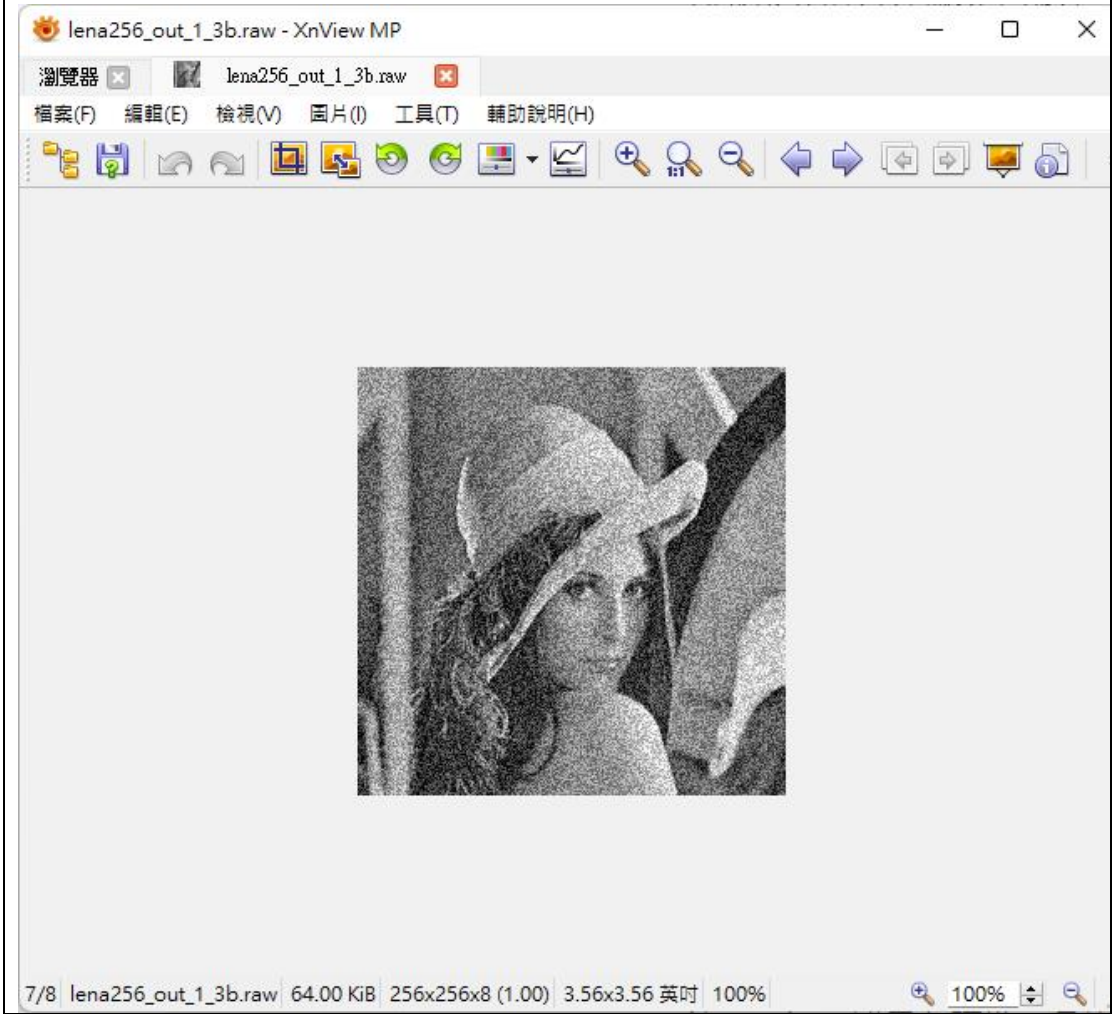 lena256_out_1_3b.raw - XnView MP
瀏覽器 lena256_out_1_3b.raw
檔案(F) 編輯(E) 檢視(V) 圖片(I) 工具(T) 輔助說明(H)
1:1
7/8 lena256_out_1_3b.raw 64.00 KiB 256x256x8 (1.00) 3.56x3.56 英吋 100% 100%